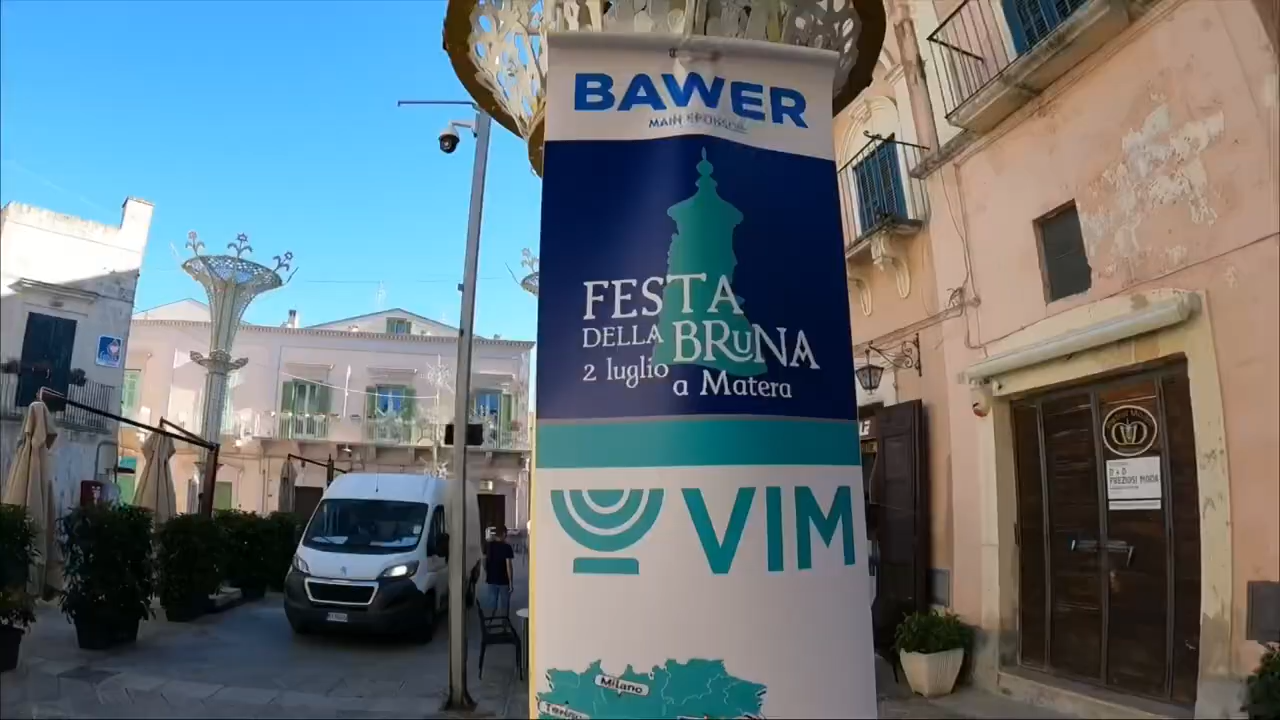 BAWER
MAIN SPONSOR
FESTA
DELLA BRuNA
2 luglio
a Matera
VIM
Milano
PREZIOSI MODA